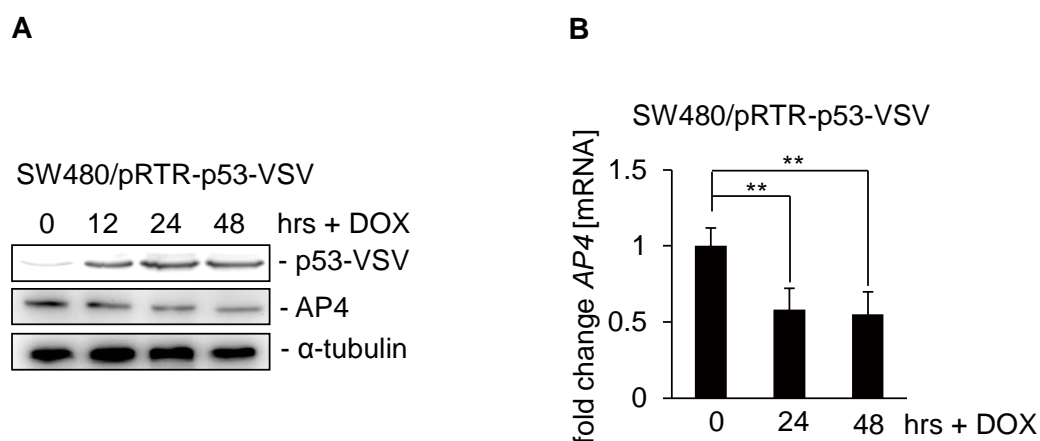 A
SW480/pRTR-p53-VSV
0 12 24 48 hrs + DOX
- p53-VSV
- AP4
- α-tubulin
B
SW480/pRTR-p53-VSV
fold change AP4 [mRNA]
1.5
1
0.5
0
**
**
0 24 48 hrs + DOX